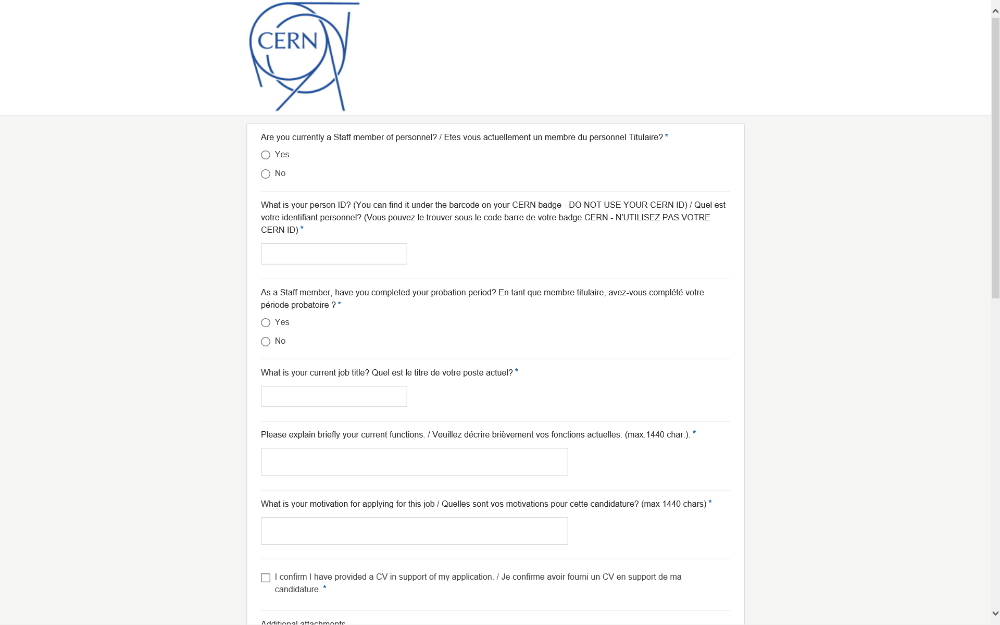 CERN
Are you currently a Staff member of personnel? / Etes vous actuellement un membre du personnel Titulaire? *
Yes
No
What is your person ID? (You can find it under the barcode on your CERN badge - DO NOT USE YOUR CERN ID) / Quel est
votre identifiant personnel? (Vous pouvez le trouver sous le code barre de votre badge CERN - N'UTILISEZ PAS VOTRE
CERN ID) *
As a Staff member, have you completed your probation period? En tant que membre titulaire, avez-vous complété votre
période probatoire ? *
Yes
No
What is your current job title? Quel est le titre de votre poste actuel? *
Please explain briefly your current functions. / Veuillez décrire brièvement vos fonctions actuelles. (max.1440 char.). *
What is your motivation for applying for this job / Quelles sont vos motivations pour cette candidature? (max 1440 chars) *
I confirm I have provided a CV in support of my application. / Je confirme avoir fourni un CV en support de ma
candidature. *
Additional attachments